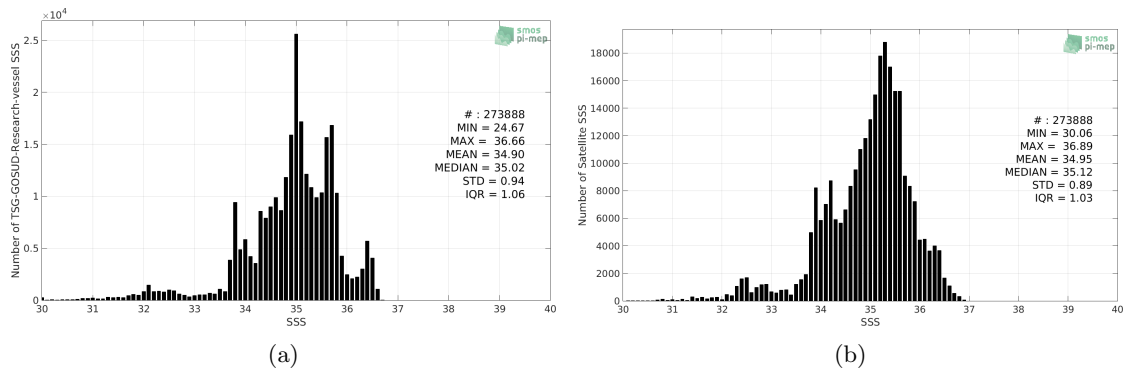 ×10⁴
2.5
2
1.5
1
0.5
0
Number of TSG-GOSUD-Research-vessel SSS
30 31 32 33 34 35 36 37 38 39 40
SSS
smos
pi-mep
# : 273888
MIN = 24.67
MAX = 36.66
MEAN = 34.90
MEDIAN = 35.02
STD = 0.94
IQR = 1.06
(a)
18000
16000
14000
12000
10000
8000
6000
4000
2000
0
Number of Satellite SSS
30 31 32 33 34 35 36 37 38 39 40
SSS
smos
pi-mep
# : 273888
MIN = 30.06
MAX = 36.89
MEAN = 34.95
MEDIAN = 35.12
STD = 0.89
IQR = 1.03
(b)